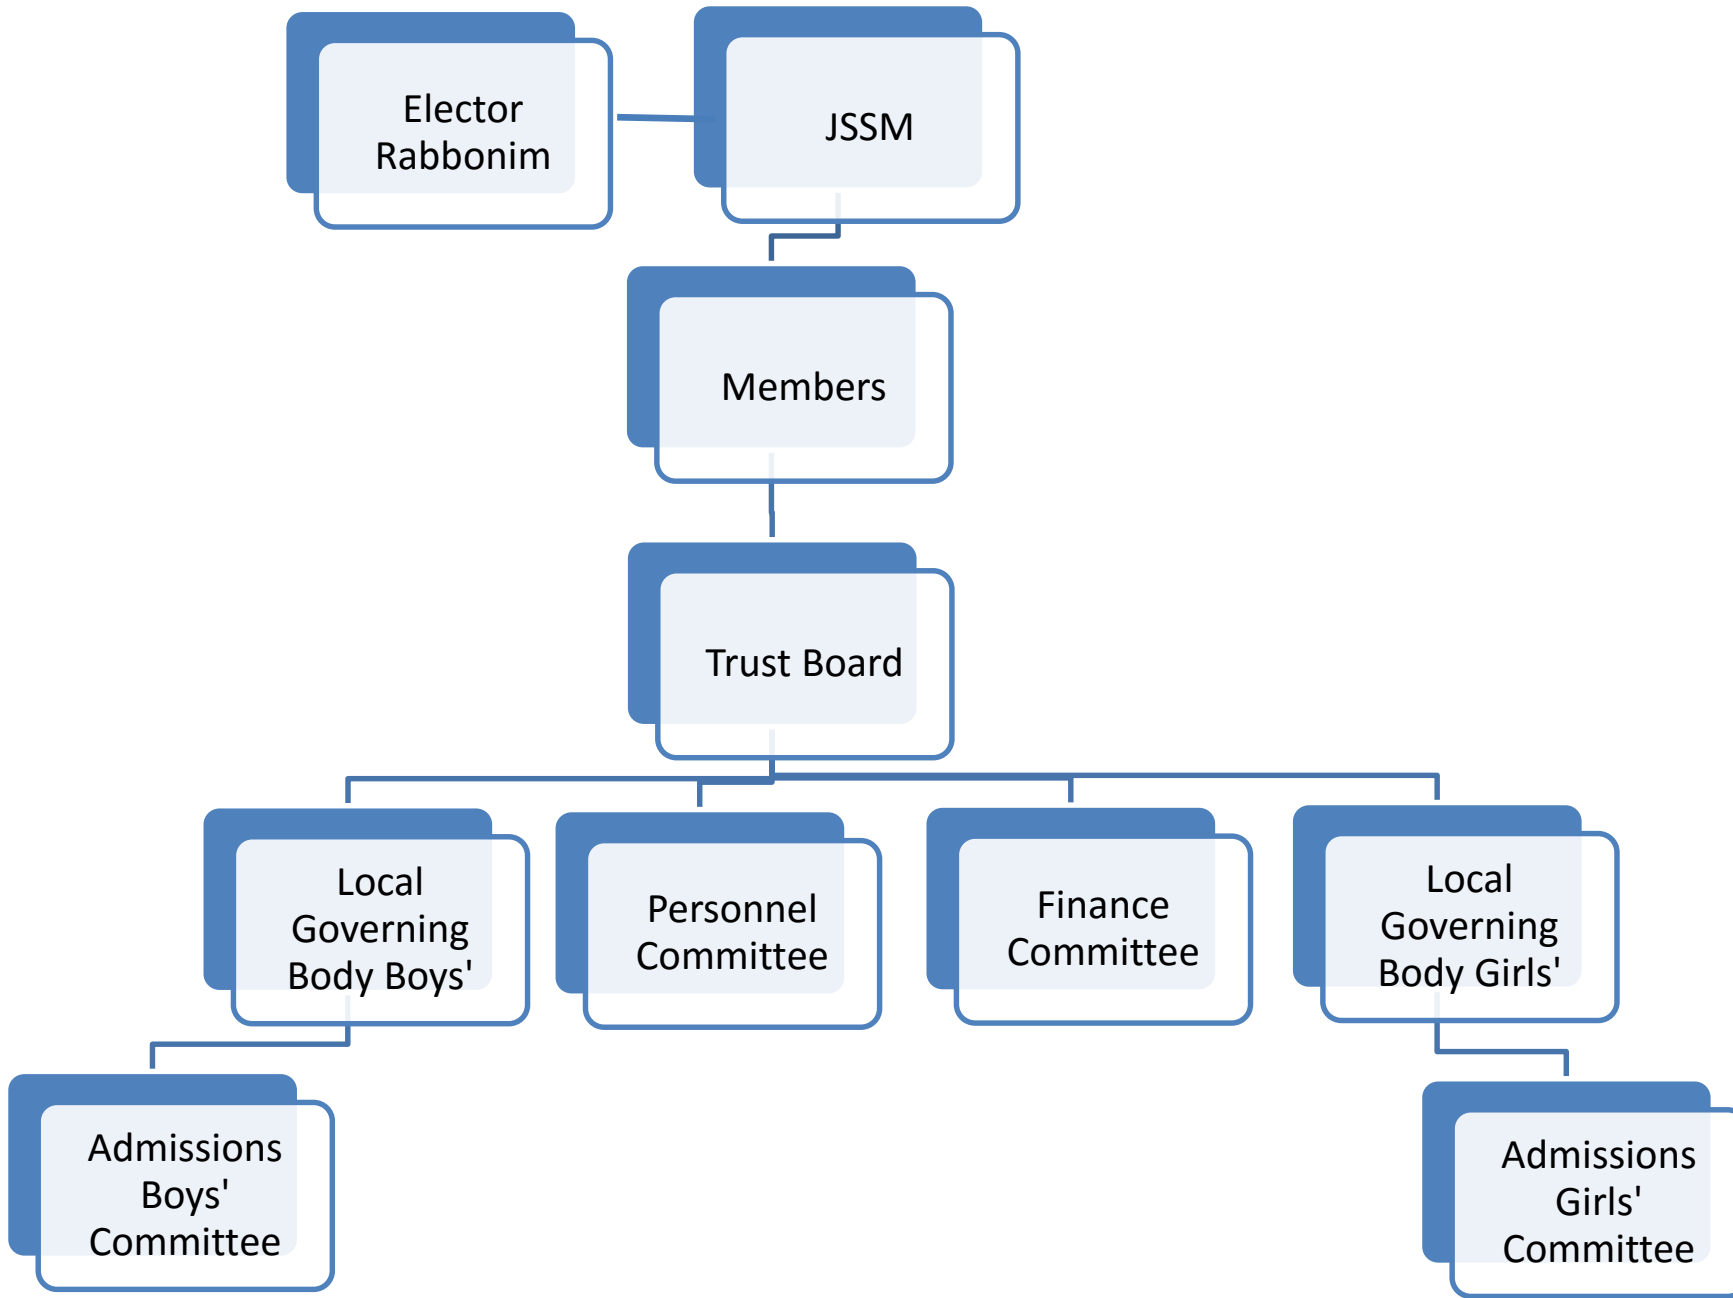 Elector
Rabbonim
JSSM
Members
Trust Board
Local
Governing
Body Boys'
Personnel
Committee
Finance
Committee
Local
Governing
Body Girls'
Admissions
Boys'
Committee
Admissions
Girls'
Committee